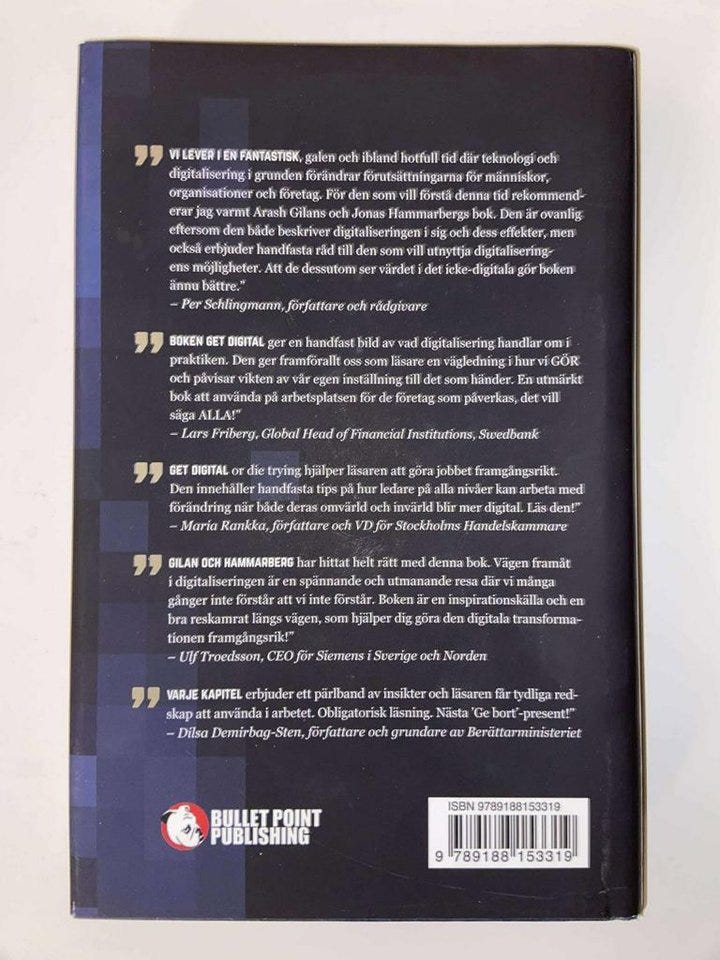 ” VI LEVER I EN FANTASTISK, galen och ibland hotfull tid där teknologi och
digitalisering i grunden förändrar förutsättningarna för människor,
organisationer och företag. För den som vill förstå denna tid rekommend-
erar jag varmt Arash Gilans och Jonas Hammarbergs bok. Den är ovanlig
eftersom den både beskriver digitaliseringen i sig och dess effekter, men
också erbjuder handfasta råd till den som vill utnyttja digitalisering-
ens möjligheter. Att de dessutom ser värdet i det icke-digitala gör boken
ännu bättre.”
– Per Schlingmann, författare och rådgivare
” BOKEN GET DIGITAL ger en handfast bild av vad digitalisering handlar om i
praktiken. Den ger framförallt oss som läsare en vägledning i hur vi GÖR
och påvisar vikten av vår egen inställning till det som händer. En utmärkt
bok att använda på arbetsplatsen för de företag som påverkas, det vill
säga ALLA!”
– Lars Friberg, Global Head of Financial Institutions, Swedbank
” GET DIGITAL or die trying hjälper läsaren att göra jobbet framgångsrikt.
Den innehåller handfasta tips på hur ledare på alla nivåer kan arbeta med
förändring när både deras omvärld och invärld blir mer digital. Läs den!”
– Maria Rankka, författare och VD för Stockholms Handelskammare
” GILAN OCH HAMMARBERG har hittat helt rätt med denna bok. Vägen framåt
i digitaliseringen är en spännande och utmanande resa där vi många
gånger inte förstår att vi inte förstår. Boken är en inspirationskälla och en
bra reskamrat längs vägen, som hjälper dig göra den digitala transforma-
tionen framgångsrik!”
– Ulf Troedsson, CEO för Siemens i Sverige och Norden
” VARJE KAPITEL erbjuder ett pärlband av insikter och läsaren får tydliga red-
skap att använda i arbetet. Obligatorisk läsning. Nästa ’Ge bort’-present!”
– Dilsa Demirbag-Sten, författare och grundare av Berättarministeriet
BULLET POINT
PUBLISHING
ISBN 9789188153319
9 789188 153319